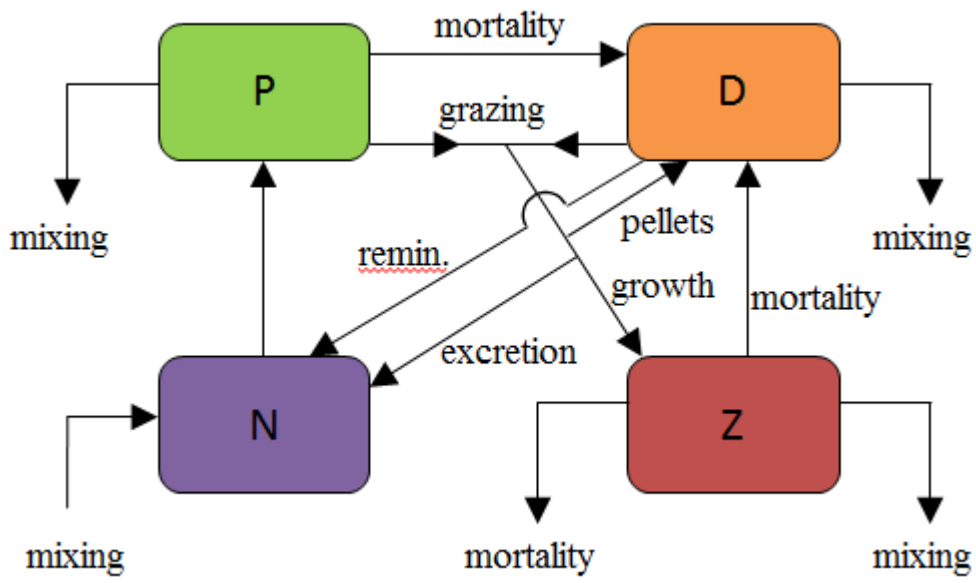 mortality
P
D
grazing
mixing
mixing
pellets
remin.
growth
mortality
excretion
N
Z
mixing
mortality
mixing